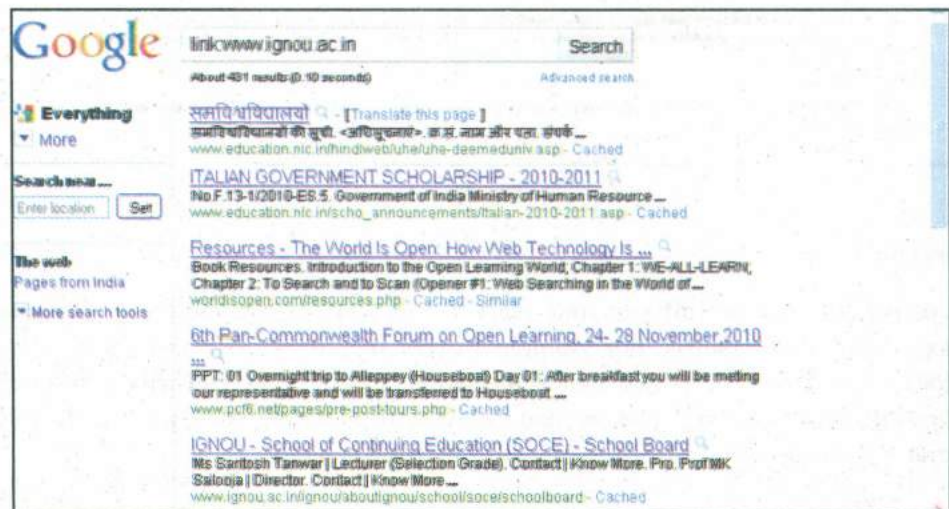 Google
link:www.ignou.ac.in Search
About 431 results (0.10 seconds) Advanced search
Everything
More
Search near....
Enter location Set
The web
Pages from India
More search tools
समविश्वविद्यालयो - [Translate this page]
समविश्वविद्यालयों की सूची. <अधिसूचनाएं>. क्र.सं. नाम और पता. संपर्क ...
www.education.nic.in/hindiweb/uhe/uhe-deemeduniv.asp - Cached
ITALIAN GOVERNMENT SCHOLARSHIP - 2010-2011
No.F.13-1/2010-ES.5. Government of India Ministry of Human Resource ...
www.education.nic.in/scho_announcements/Italian-2010-2011.asp - Cached
Resources - The World Is Open: How Web Technology Is ...
Book Resources. Introduction to the Open Learning World, Chapter 1: WE-ALL-LEARN,
Chapter 2: To Search and to Scan (Opener #1: Web Searching in the World of ...
worldisopen.com/resources.php - Cached - Similar
6th Pan-Commonwealth Forum on Open Learning, 24- 28 November,2010
...
PPT: 01 Overnight trip to Alleppey (Houseboat) Day 01: After breakfast you will be meting
our representative and will be transferred to Houseboat ...
www.pcf6.net/pages/pre-post-tours.php - Cached
IGNOU - School of Continuing Education (SOCE) - School Board
Ms Saritosh Tanwar | Lecturer (Selection Grade). Contact | Know More. Pro. Prof MK
Salooja | Director. Contact | Know More ...
www.ignou.ac.in/ignou/aboutignou/school/soce/schoolboard - Cached